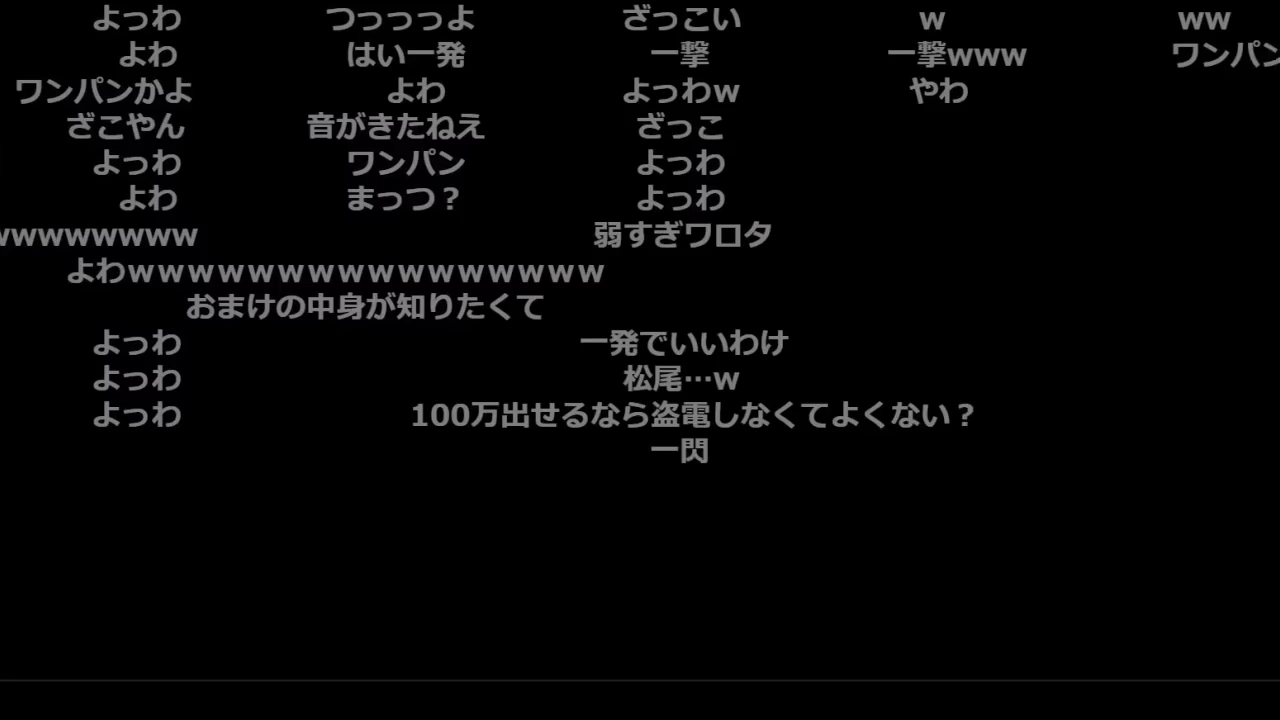 よっわ つっっっよ ざっこい w ww
よわ はい一発 一撃 一撃www ワンパン
ワンパンかよ よわ よっわw やわ
ざこやん 音がきたねえ ざっこ
よっわ ワンパン よっわ
よわ まっつ？ よっわ
wwwwwwww 弱すぎワロタ
よわｗｗｗｗｗｗｗｗｗｗｗｗｗｗｗｗ
おまけの中身が知りたくて
よっわ 一発でいいわけ
よっわ 松尾…w
よっわ 100万出せるなら盗電しなくてよくない？
一閃